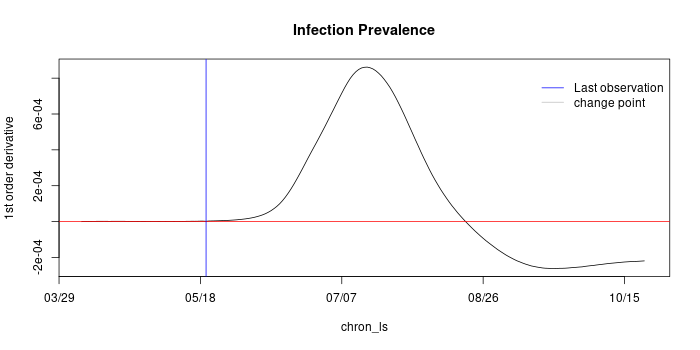 Infection Prevalence
1st order derivative
6e-04
2e-04
-2e-04
Last observation
change point
03/29
05/18
07/07
08/26
10/15
chron_ls